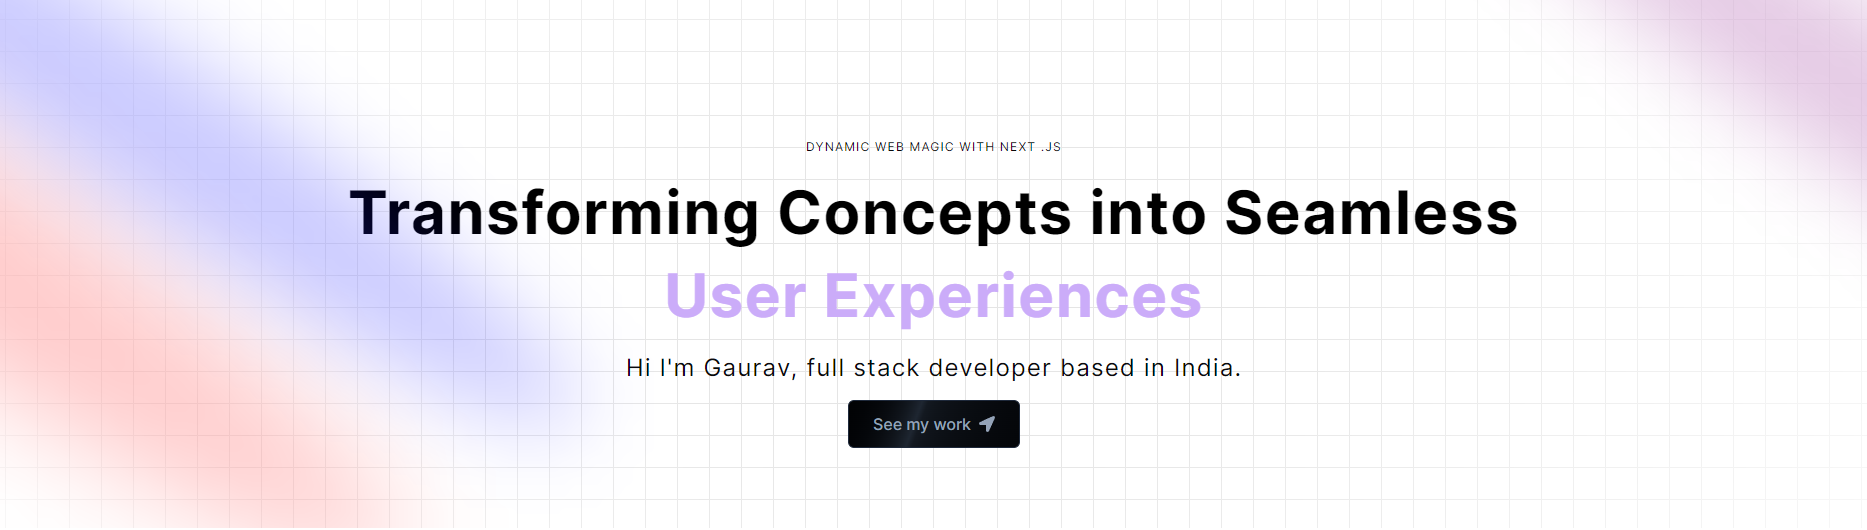 DYNAMIC WEB MAGIC WITH NEXT .JS
Transforming Concepts into Seamless
User Experiences
Hi I'm Gaurav, full stack developer based in India.
See my work